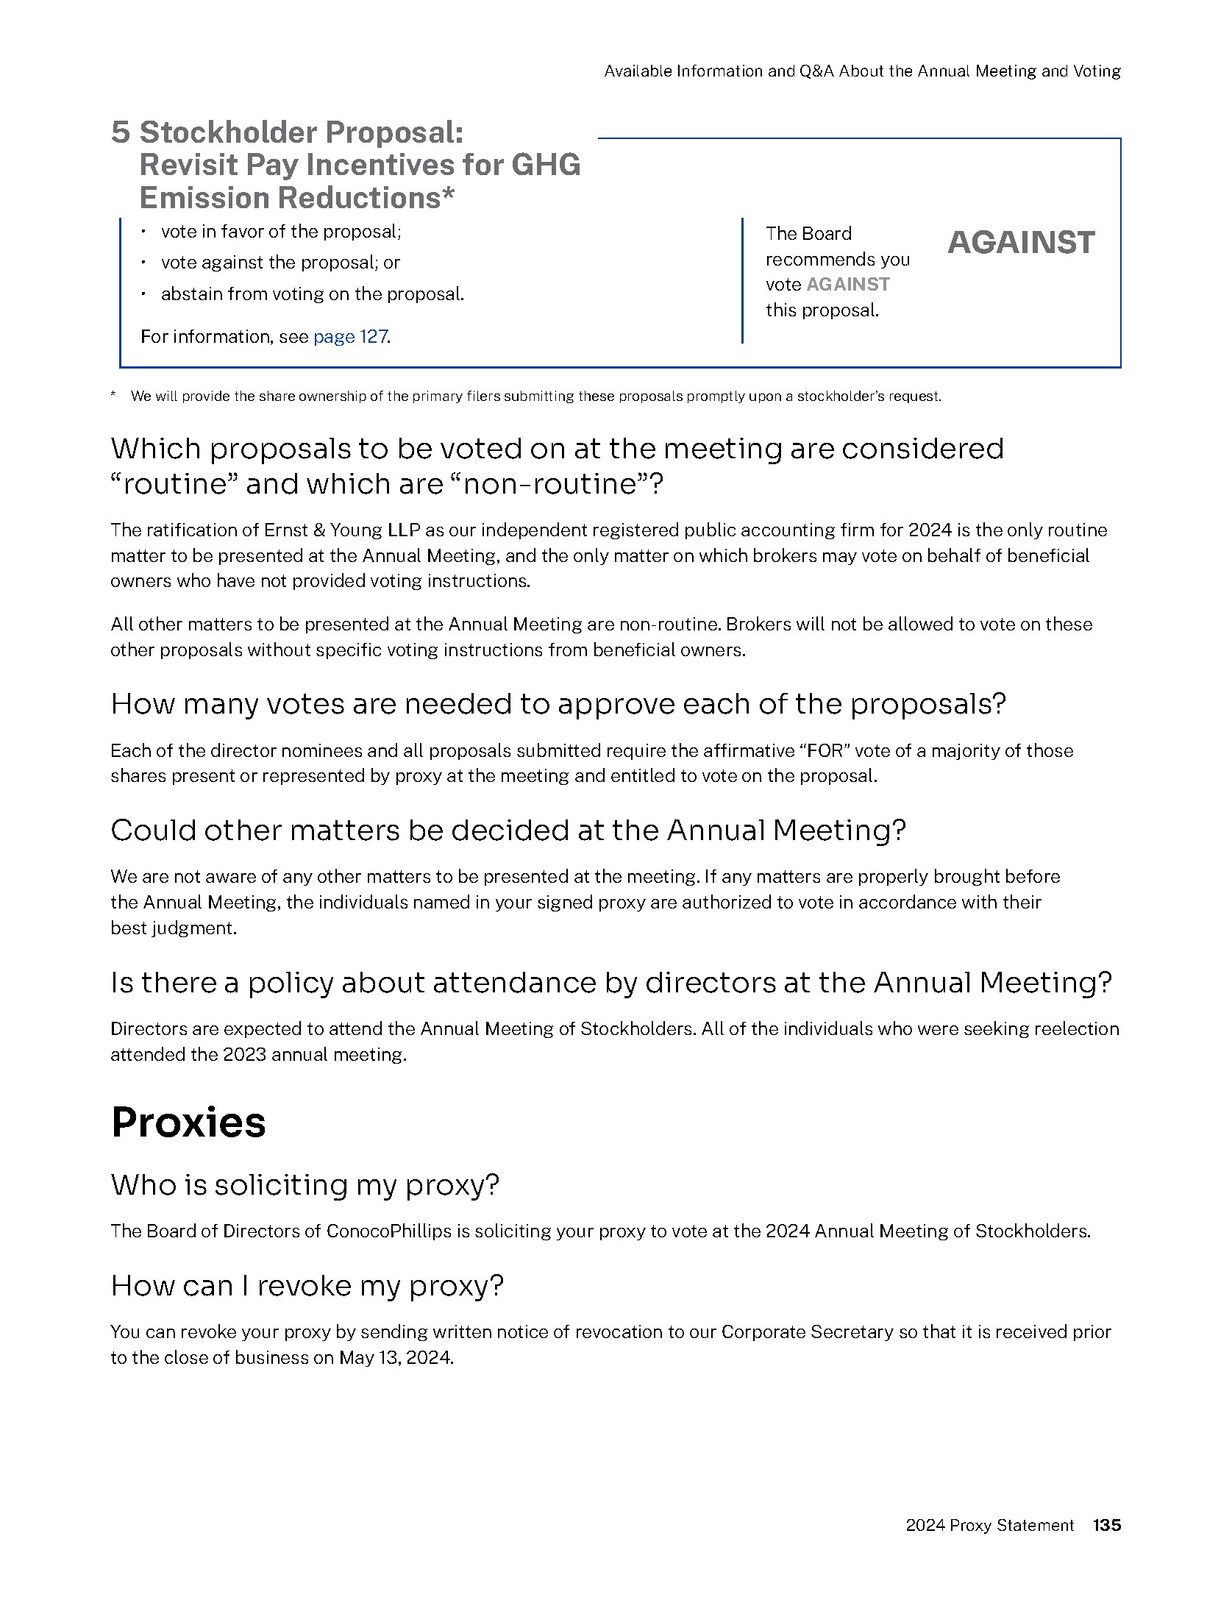 Available Information and Q&A About the Annual Meeting and Voting
5 Stockholder Proposal:
Revisit Pay Incentives for GHG
Emission Reductions*
• vote in favor of the proposal;
• vote against the proposal; or
• abstain from voting on the proposal.
For information, see page 127.
The Board
recommends you
vote AGAINST
this proposal.
AGAINST
* We will provide the share ownership of the primary filers submitting these proposals promptly upon a stockholder’s request.
Which proposals to be voted on at the meeting are considered
“routine” and which are “non-routine”?
The ratification of Ernst & Young LLP as our independent registered public accounting firm for 2024 is the only routine
matter to be presented at the Annual Meeting, and the only matter on which brokers may vote on behalf of beneficial
owners who have not provided voting instructions.
All other matters to be presented at the Annual Meeting are non-routine. Brokers will not be allowed to vote on these
other proposals without specific voting instructions from beneficial owners.
How many votes are needed to approve each of the proposals?
Each of the director nominees and all proposals submitted require the affirmative “FOR” vote of a majority of those
shares present or represented by proxy at the meeting and entitled to vote on the proposal.
Could other matters be decided at the Annual Meeting?
We are not aware of any other matters to be presented at the meeting. If any matters are properly brought before
the Annual Meeting, the individuals named in your signed proxy are authorized to vote in accordance with their
best judgment.
Is there a policy about attendance by directors at the Annual Meeting?
Directors are expected to attend the Annual Meeting of Stockholders. All of the individuals who were seeking reelection
attended the 2023 annual meeting.
Proxies
Who is soliciting my proxy?
The Board of Directors of ConocoPhillips is soliciting your proxy to vote at the 2024 Annual Meeting of Stockholders.
How can I revoke my proxy?
You can revoke your proxy by sending written notice of revocation to our Corporate Secretary so that it is received prior
to the close of business on May 13, 2024.
2024 Proxy Statement 135